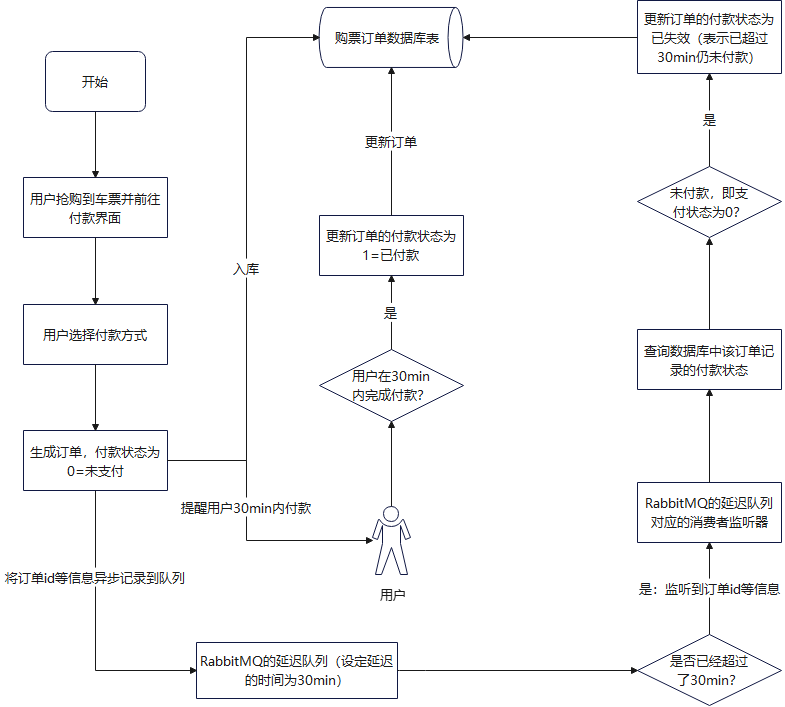 开始
用户抢购到车票并前往
付款界面
用户选择付款方式
生成订单，付款状态为
0=未支付
入库
提醒用户30min内付款
将订单id等信息异步记录到队列
RabbitMQ的延迟队列（设定延迟
的时间为30min）
购票订单数据库表
更新订单
更新订单的付款状态为
1=已付款
是
用户在30min
内完成付款?
用户
更新订单的付款状态为
已失效（表示已超过
30min仍未付款）
是
未付款，即支
付状态为0?
查询数据库中该订单记
录的付款状态
RabbitMQ的延迟队列
对应的消费者监听器
是：监听到订单id等信息
是否已经超过
了30min?